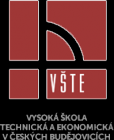 VŠTE
VYSOKÁ ŠKOLA
TECHNICKÁ A EKONOMICKÁ
V ČESKÝCH BUDĚJOVICÍCH